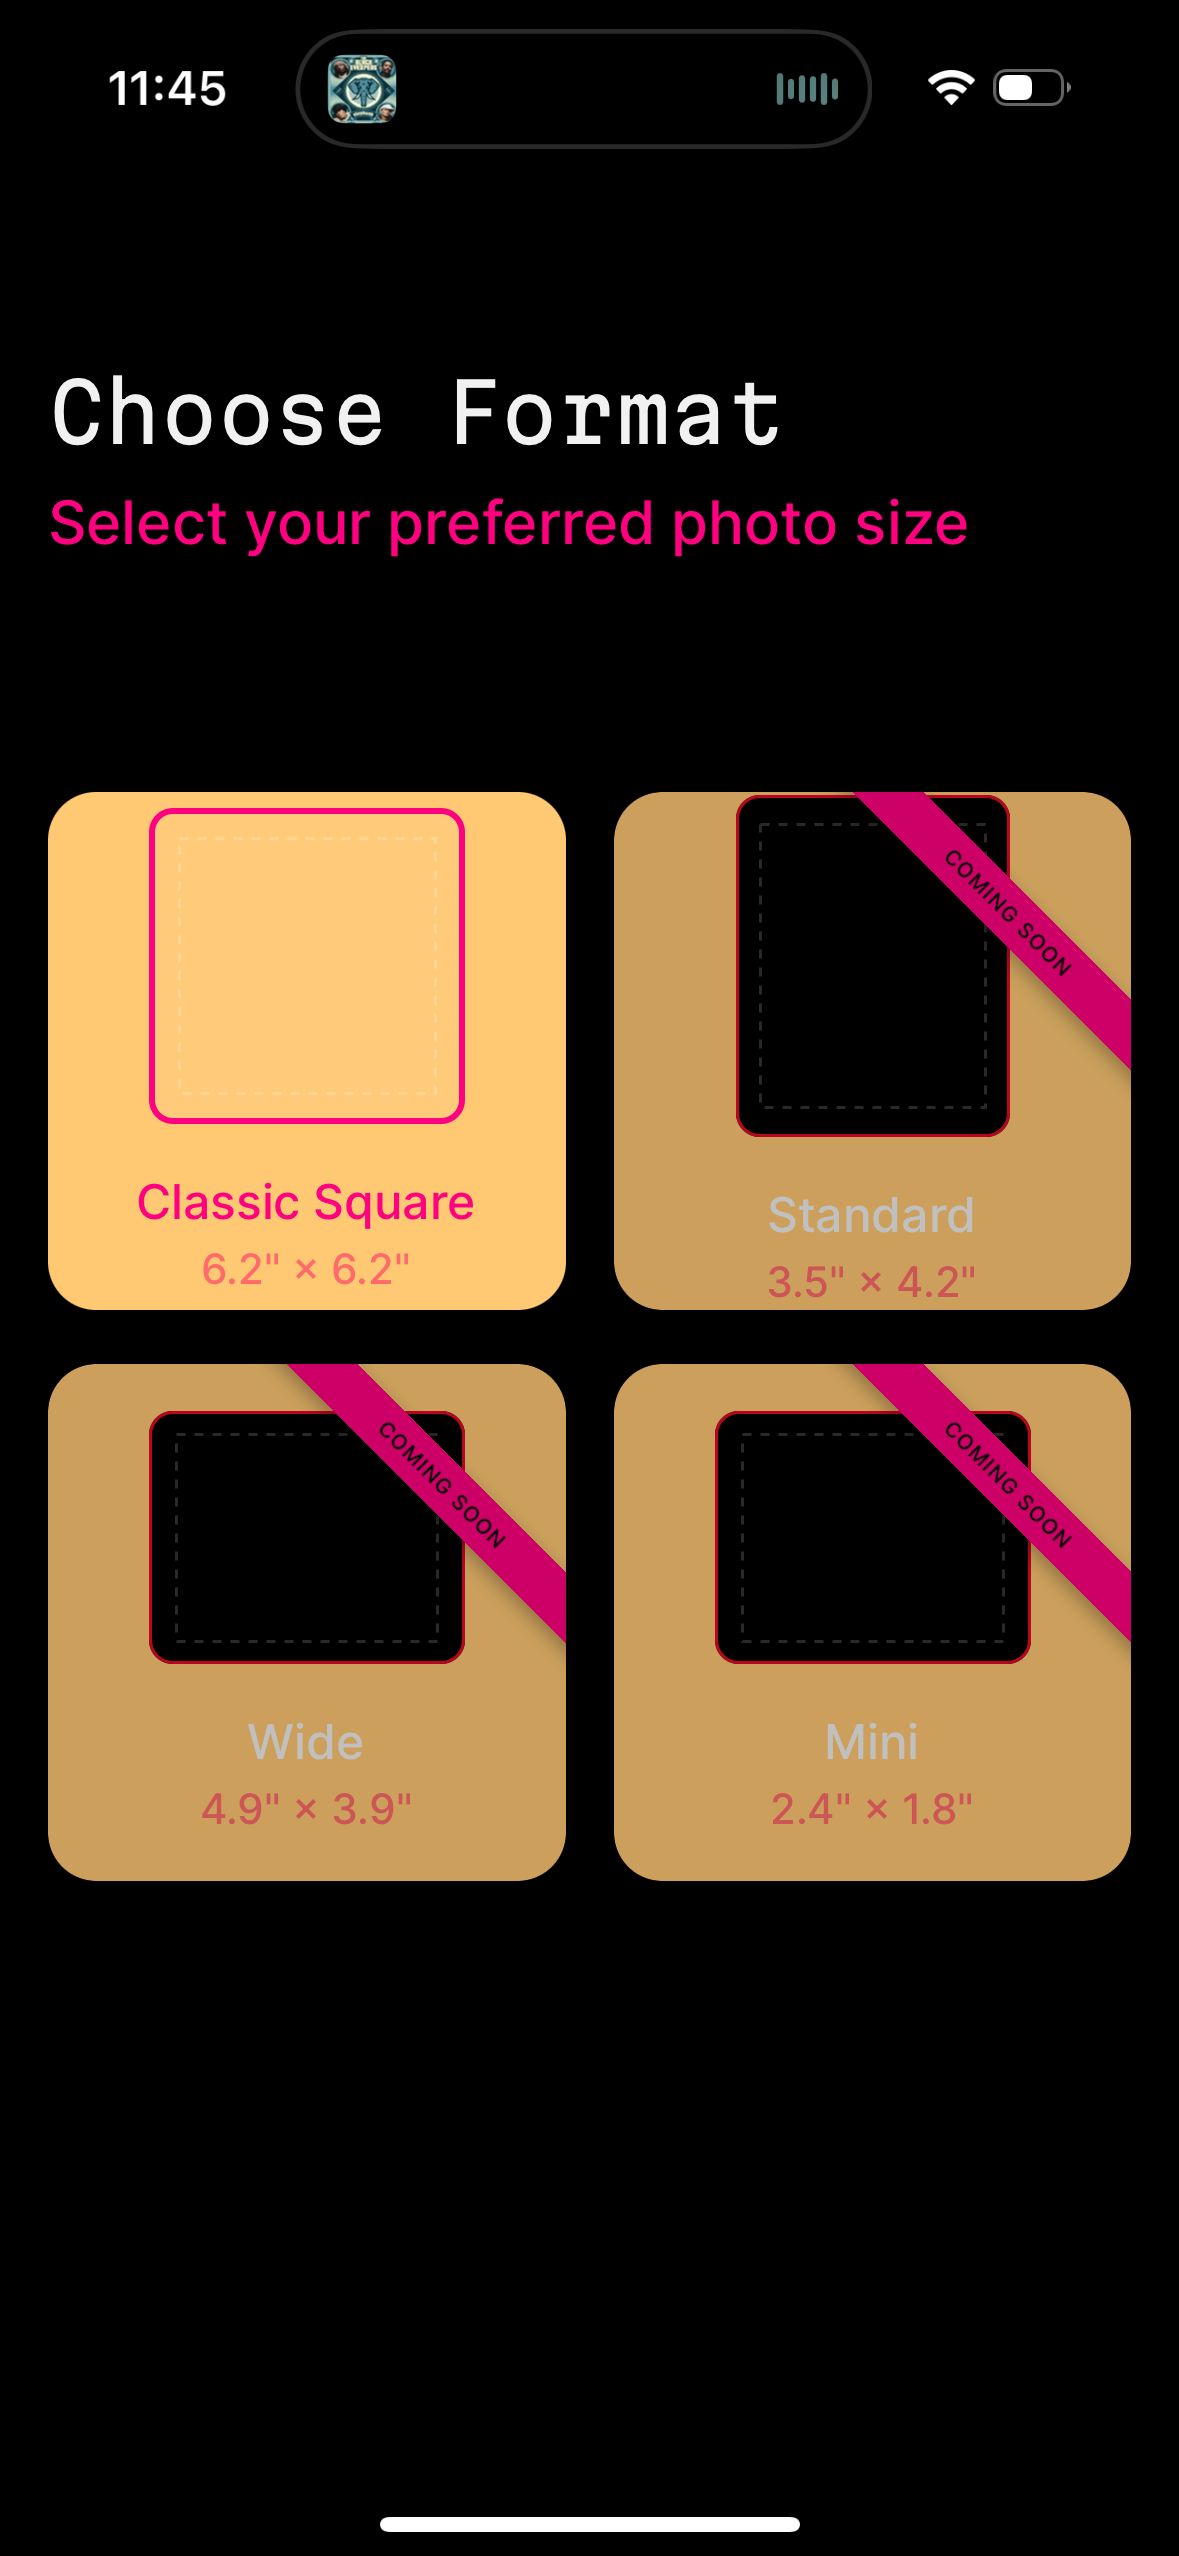 11:45
Choose Format
Select your preferred photo size
COMING SOON
Classic Square
6.2" × 6.2"
Standard
3.5" × 4.2"
COMING SOON
COMING SOON
Wide
4.9" × 3.9"
Mini
2.4" × 1.8"